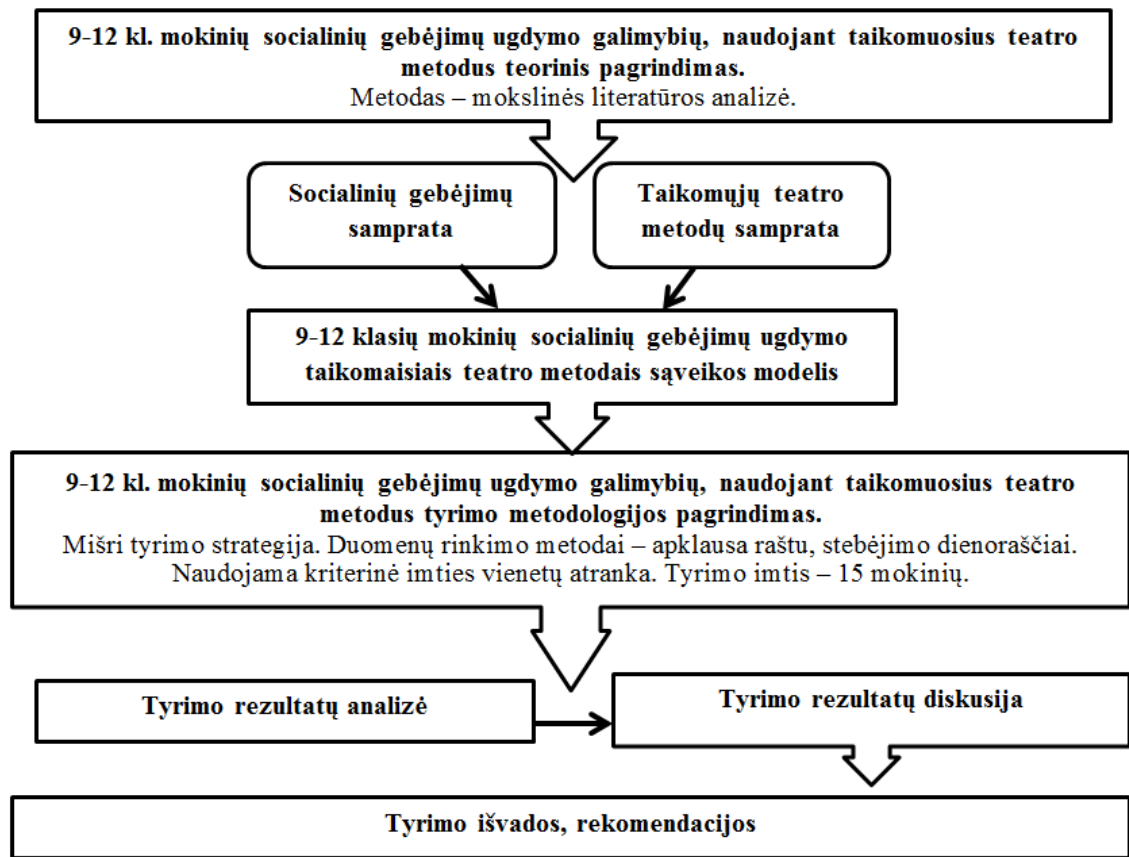 9-12 kl. mokinių socialinių gebėjimų ugdymo galimybių, naudojant taikomuosius teatro
metodus teorinis pagrindimas.
Metodas – mokslinės literatūros analizė.
Socialinių gebėjimų
samprata
Taikomųjų teatro
metodų samprata
9-12 klasių mokinių socialinių gebėjimų ugdymo
taikomaisiais teatro metodais sąveikos modelis
9-12 kl. mokinių socialinių gebėjimų ugdymo galimybių, naudojant taikomuosius teatro
metodus tyrimo metodologijos pagrindimas.
Mišri tyrimo strategija. Duomenų rinkimo metodai – apklausa raštu, stebėjimo dienoraščiai.
Naudojama kriterinė imties vienetų atranka. Tyrimo imtis – 15 mokinių.
Tyrimo rezultatų analizė
Tyrimo rezultatų diskusija
Tyrimo išvados, rekomendacijos